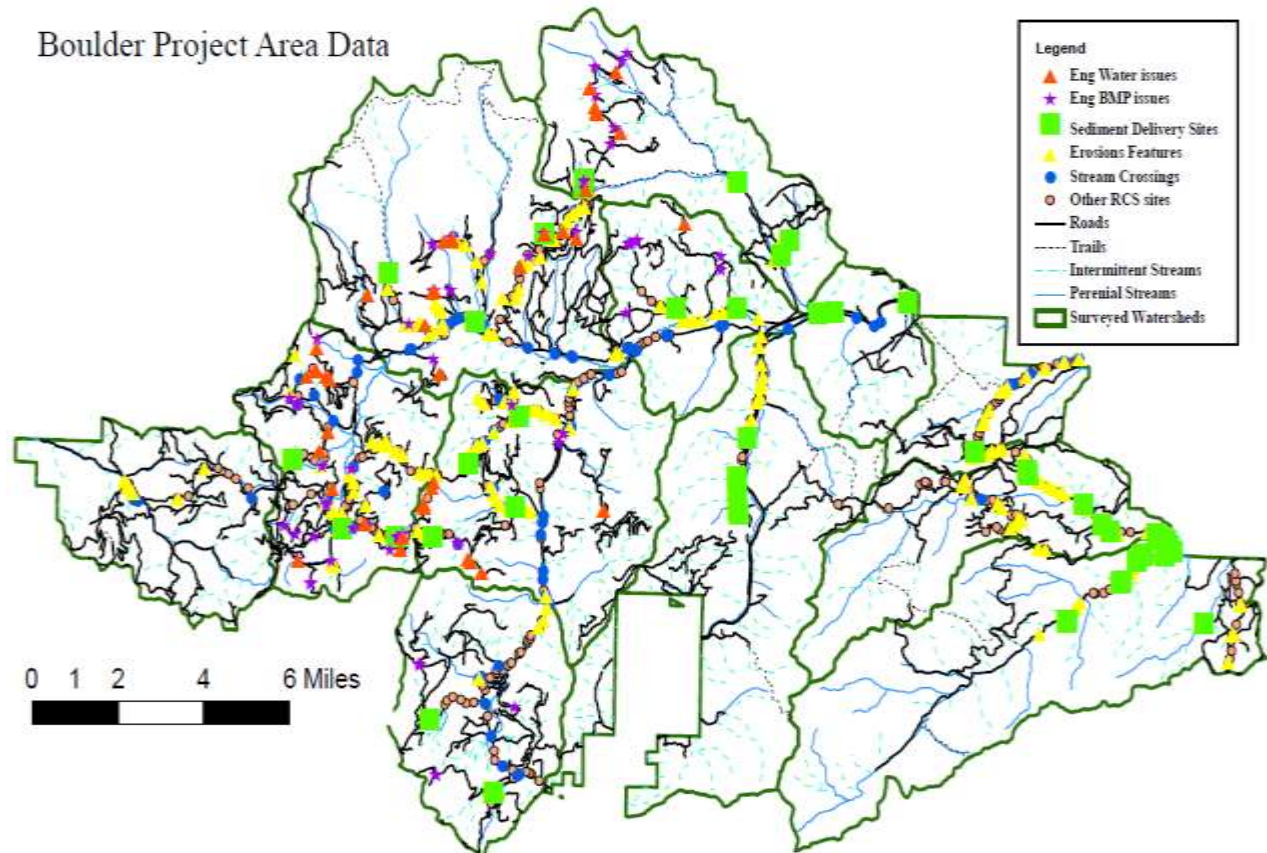 Boulder Project Area Data
Legend
Eng Water issues
Eng BMP issues
Sediment Delivery Sites
Erosions Features
Stream Crossings
Other RCS sites
Roads
Trails
Intermittent Streams
Perenial Streams
Surveyed Watersheds
0 1 2 4 6 Miles